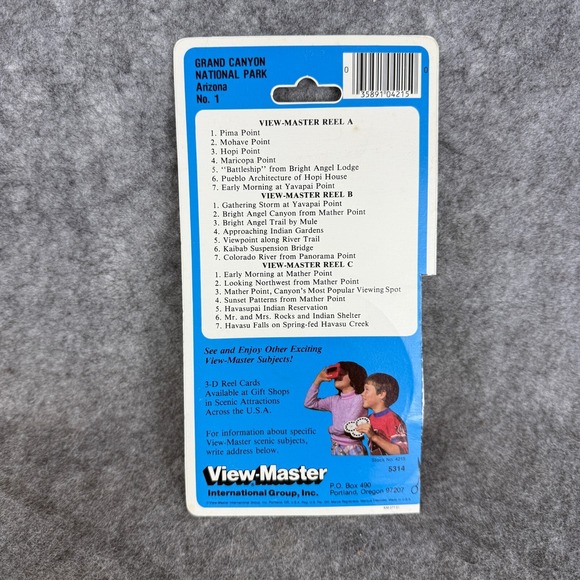 GRAND CANYON
NATIONAL PARK
Arizona
No. 1
0 35891 04215 0
VIEW-MASTER REEL A
1. Pima Point
2. Mohave Point
3. Hopi Point
4. Maricopa Point
5. "Battleship" from Bright Angel Lodge
6. Pueblo Architecture of Hopi House
7. Early Morning at Yavapai Point
VIEW-MASTER REEL B
1. Gathering Storm at Yavapai Point
2. Bright Angel Canyon from Mather Point
3. Bright Angel Trail by Mule
4. Approaching Indian Gardens
5. Viewpoint along River Trail
6. Kaibab Suspension Bridge
7. Colorado River from Panorama Point
VIEW-MASTER REEL C
1. Early Morning at Mather Point
2. Looking Northwest from Mather Point
3. Mather Point, Canyon's Most Popular Viewing Spot
4. Sunset Patterns from Mather Point
5. Havasupai Indian Reservation
6. Mr. and Mrs. Rocks and Indian Shelter
7. Havasu Falls on Spring-fed Havasu Creek
See and Enjoy Other Exciting
View-Master Subjects!
3-D Reel Cards
Available at Gift Shops
in Scenic Attractions
Across the U.S.A.
For information about specific
View-Master scenic subjects,
write address below.
Stock No. 4215
5314
View-Master
International Group, Inc.
P.O. Box 490
Portland, Oregon 97207